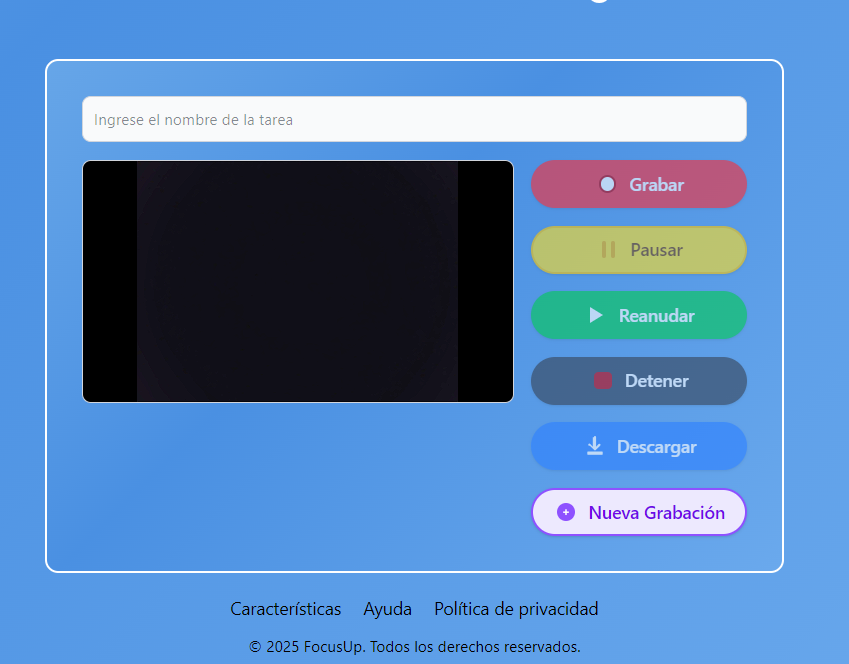 Ingrese el nombre de la tarea
Grabar
Pausar
Reanudar
Detener
Descargar
Nueva Grabación
Características Ayuda Política de privacidad
© 2025 FocusUp. Todos los derechos reservados.